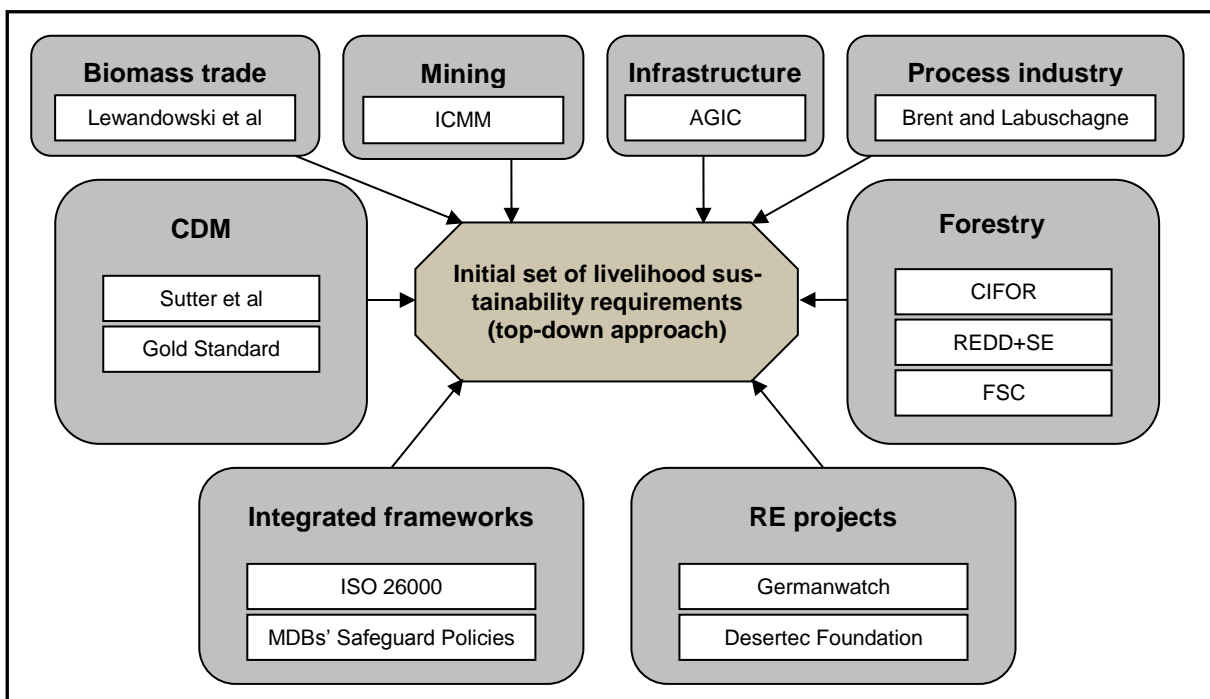 Biomass trade
Lewandowski et al
Mining
ICMM
Infrastructure
AGIC
Process industry
Brent and Labuschagne
CDM
Sutter et al
Gold Standard
Initial set of livelihood sus-
tainability requirements
(top-down approach)
Forestry
CIFOR
REDD+SE
FSC
Integrated frameworks
ISO 26000
MDBs’ Safeguard Policies
RE projects
Germanwatch
Desertec Foundation